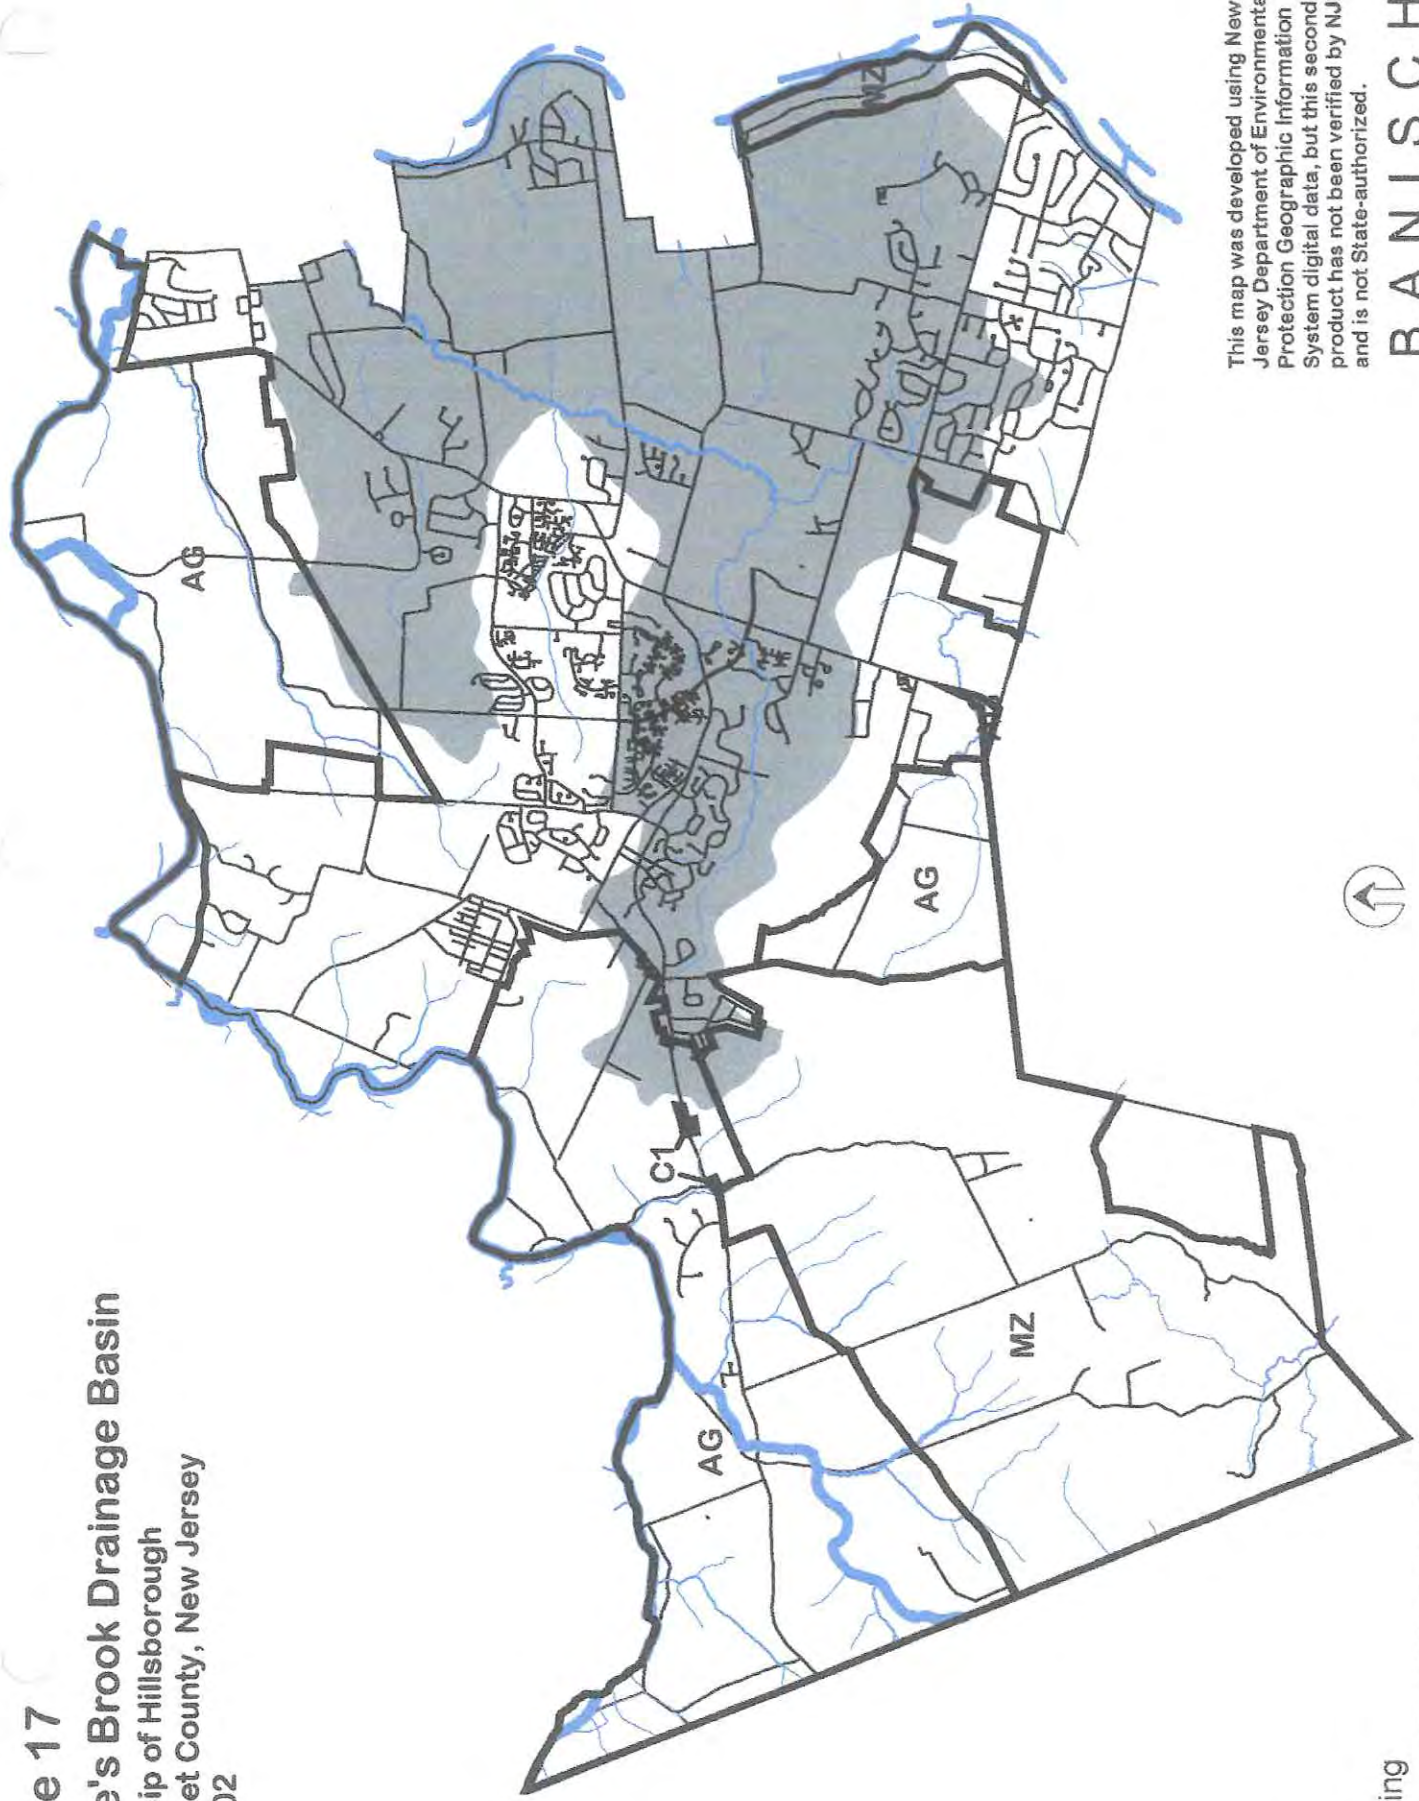 e 17
e's Brook Drainage Basin
ip of Hillsborough
et County, New Jersey
02
AG
MZ
AG
C1
AG
MZ
AG
This map was developed using New
Jersey Department of Environmenta
Protection Geographic Information
System digital data, but this second
product has not been verified by NJ
and is not State-authorized.
BANISCH
ing